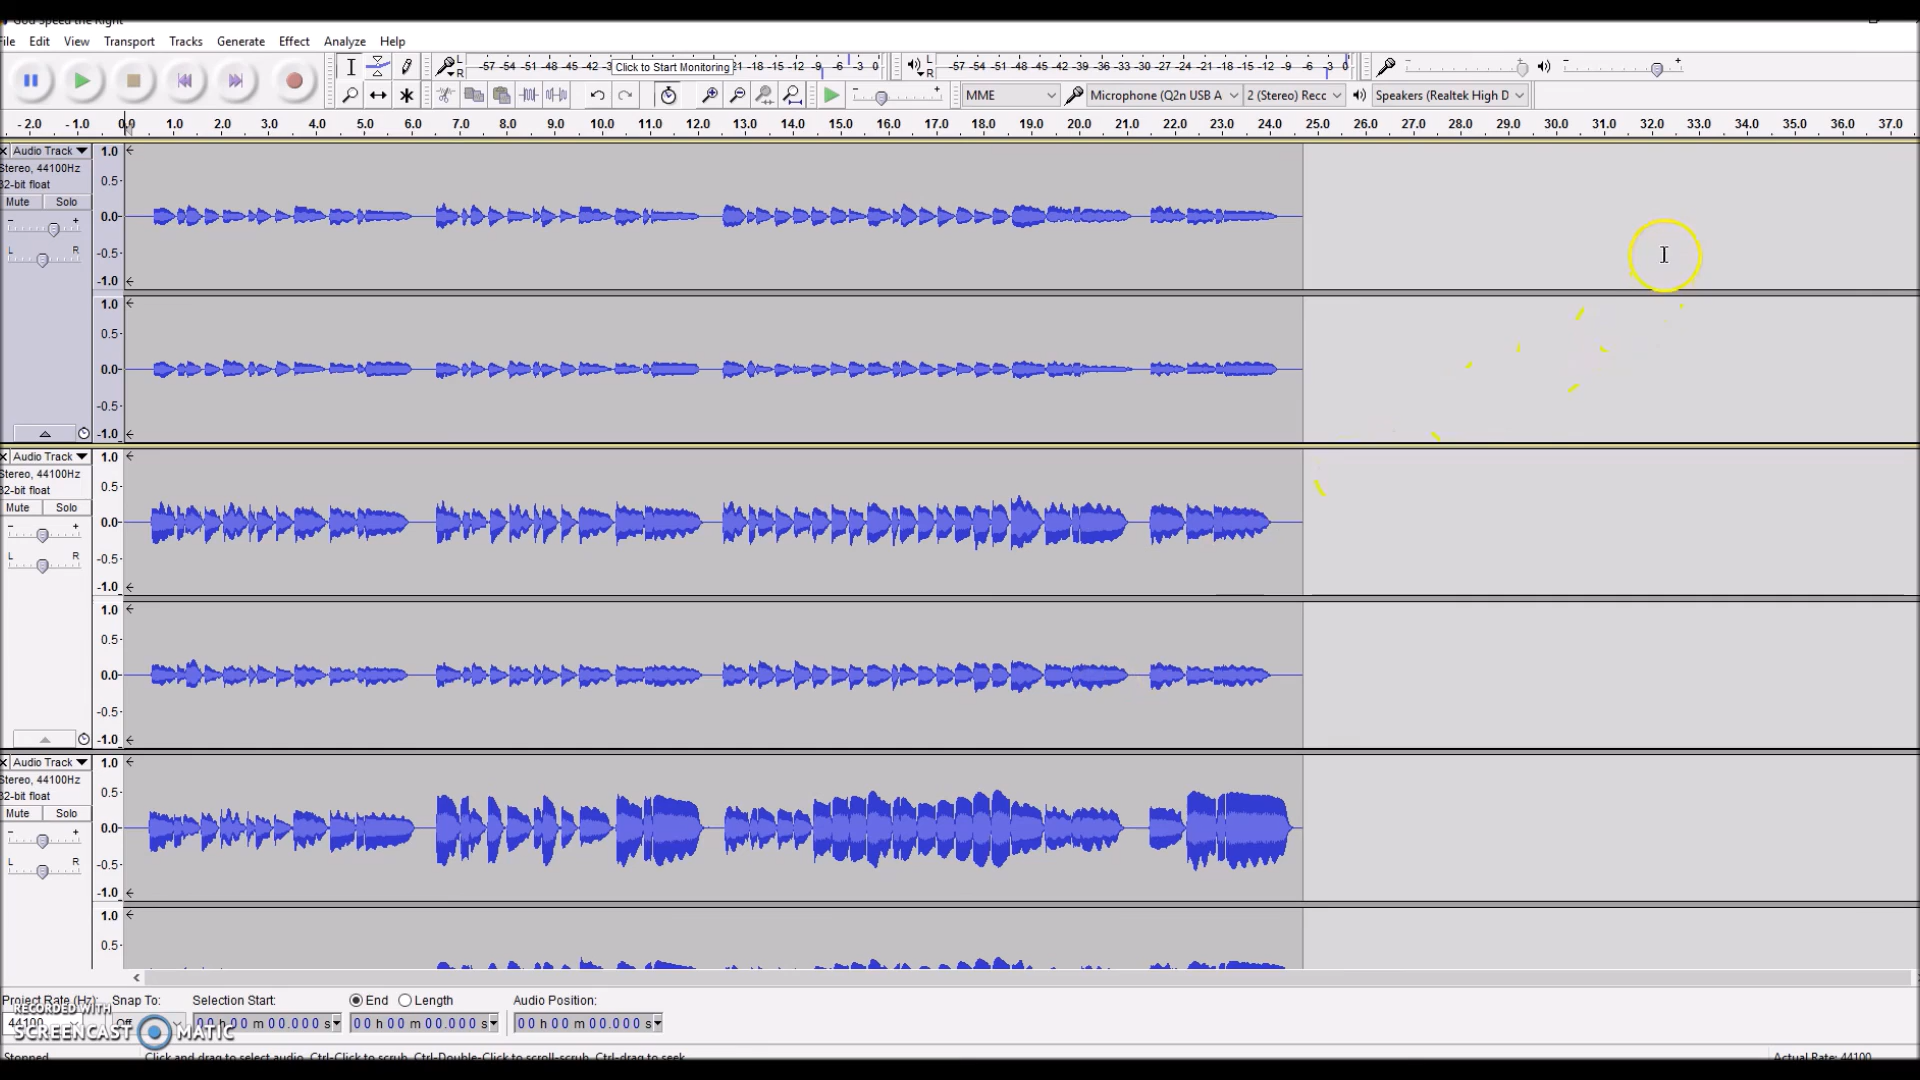 God Speed the Right
File Edit View Transport Tracks Generate Effect Analyze Help
L R -57 -54 -51 -48 -45 -42 -3 Click to Start Monitoring 21 -18 -15 -12 -9 -6 -3 0
L R -57 -54 -51 -48 -45 -42 -39 -36 -33 -30 -27 -24 -21 -18 -15 -12 -9 -6 -3 0
- + - +
- + MME Microphone (Q2n USB A 2 (Stereo) Recc Speakers (Realtek High D
-2.0 -1.0 0.0 1.0 2.0 3.0 4.0 5.0 6.0 7.0 8.0 9.0 10.0 11.0 12.0 13.0 14.0 15.0 16.0 17.0 18.0 19.0 20.0 21.0 22.0 23.0 24.0 25.0 26.0 27.0 28.0 29.0 30.0 31.0 32.0 33.0 34.0 35.0 36.0 37.0
x Audio Track 1.0
Stereo, 44100Hz
32-bit float 0.5
Mute Solo
- + 0.0
L R -0.5
-1.0
1.0
0.5
0.0
-0.5
-1.0
x Audio Track 1.0
Stereo, 44100Hz
32-bit float 0.5
Mute Solo
- + 0.0
L R -0.5
-1.0
1.0
0.5
0.0
-0.5
-1.0
x Audio Track 1.0
Stereo, 44100Hz
32-bit float 0.5
Mute Solo
- + 0.0
L R -0.5
-1.0
1.0
0.5
Project Rate (Hz): Snap To: Selection Start: End Length Audio Position:
44100 Off 00 h 00 m 00.000 s 00 h 00 m 00.000 s 00 h 00 m 00.000 s
RECORDED WITH
SCREENCAST MATIC
Stopped. Click and drag to select audio, Ctrl-Click to scrub, Ctrl-Double-Click to scroll-scrub, Ctrl-drag to seek Actual Rate: 44100